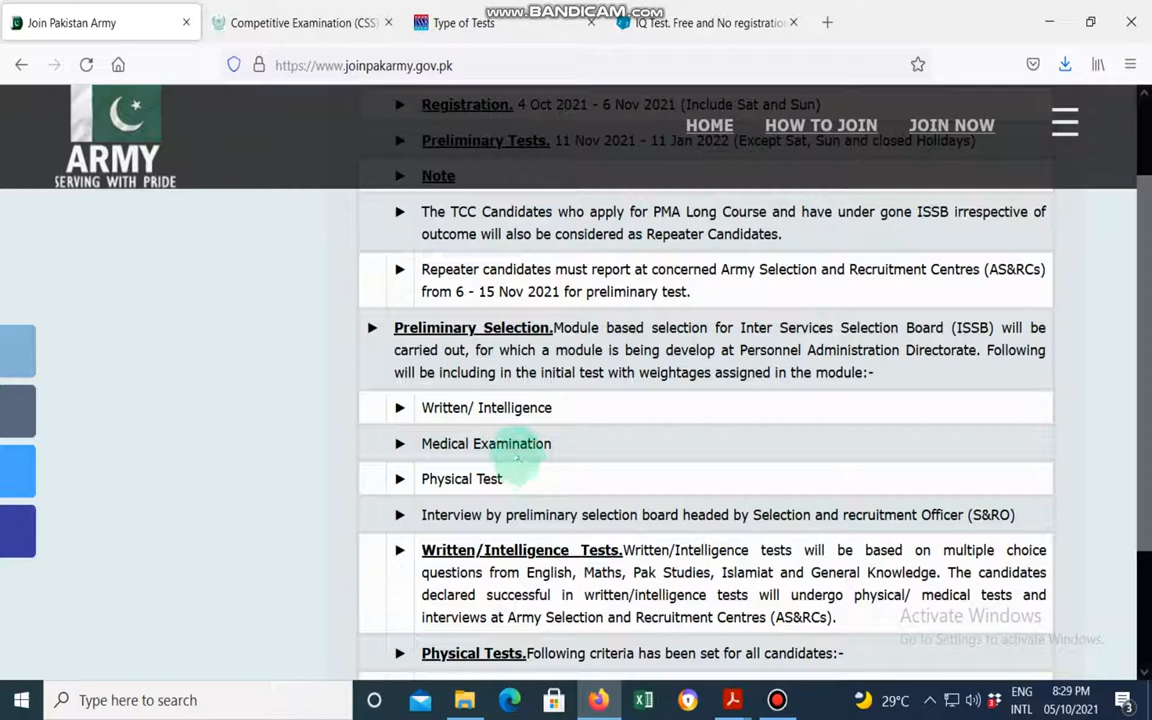 www.BANDICAM.com
Join Pakistan Army
Competitive Examination (CSS)
Type of Tests
IQ Test. Free and No registratio
https://www.joinpakarmy.gov.pk
ARMY
SERVING WITH PRIDE
HOME
HOW TO JOIN
JOIN NOW
Registration. 4 Oct 2021 - 6 Nov 2021 (Include Sat and Sun)
Preliminary Tests. 11 Nov 2021 - 11 Jan 2022 (Except Sat, Sun and closed Holidays)
Note
The TCC Candidates who apply for PMA Long Course and have under gone ISSB irrespective of
outcome will also be considered as Repeater Candidates.
Repeater candidates must report at concerned Army Selection and Recruitment Centres (AS&RCs)
from 6 - 15 Nov 2021 for preliminary test.
Preliminary Selection.Module based selection for Inter Services Selection Board (ISSB) will be
carried out, for which a module is being develop at Personnel Administration Directorate. Following
will be including in the initial test with weightages assigned in the module:-
Written/ Intelligence
Medical Examination
Physical Test
Interview by preliminary selection board headed by Selection and recruitment Officer (S&RO)
Written/Intelligence Tests.Written/Intelligence tests will be based on multiple choice
questions from English, Maths, Pak Studies, Islamiat and General Knowledge. The candidates
declared successful in written/intelligence tests will undergo physical/ medical tests and
interviews at Army Selection and Recruitment Centres (AS&RCs).
Physical Tests.Following criteria has been set for all candidates:-
Activate Windows
Go to Settings to activate Windows.
Type here to search
29°C
ENG
INTL
8:29 PM
05/10/2021
3